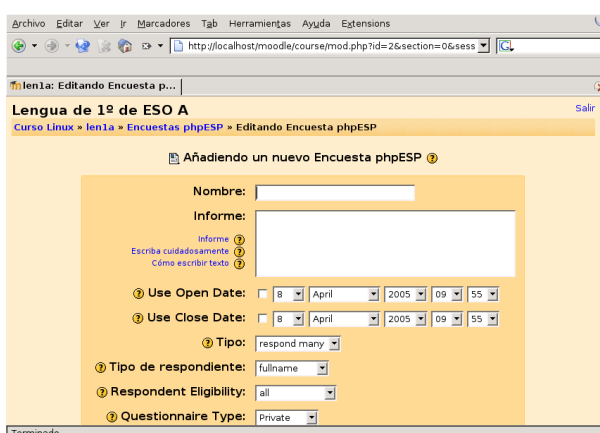 Archivo Editar Ver Ir Marcadores Tab Herramientas Ayuda Extensions
http://localhost/moodle/course/mod.php?id=2&section=0&sess
G
len1a: Editando Encuesta p...
Lengua de 1º de ESO A
Salir
Curso Linux » len1a » Encuestas phpESP » Editando Encuesta phpESP
Añadiendo un nuevo Encuesta phpESP ?
Nombre:
Informe:
Informe ?
Escriba cuidadosamente ?
Cómo escribir texto ?
? Use Open Date: 8 April 2005 09 55
? Use Close Date: 8 April 2005 09 55
? Tipo: respond many
? Tipo de respondiente: fullname
? Respondent Eligibility: all
? Questionnaire Type: Private
Terminado